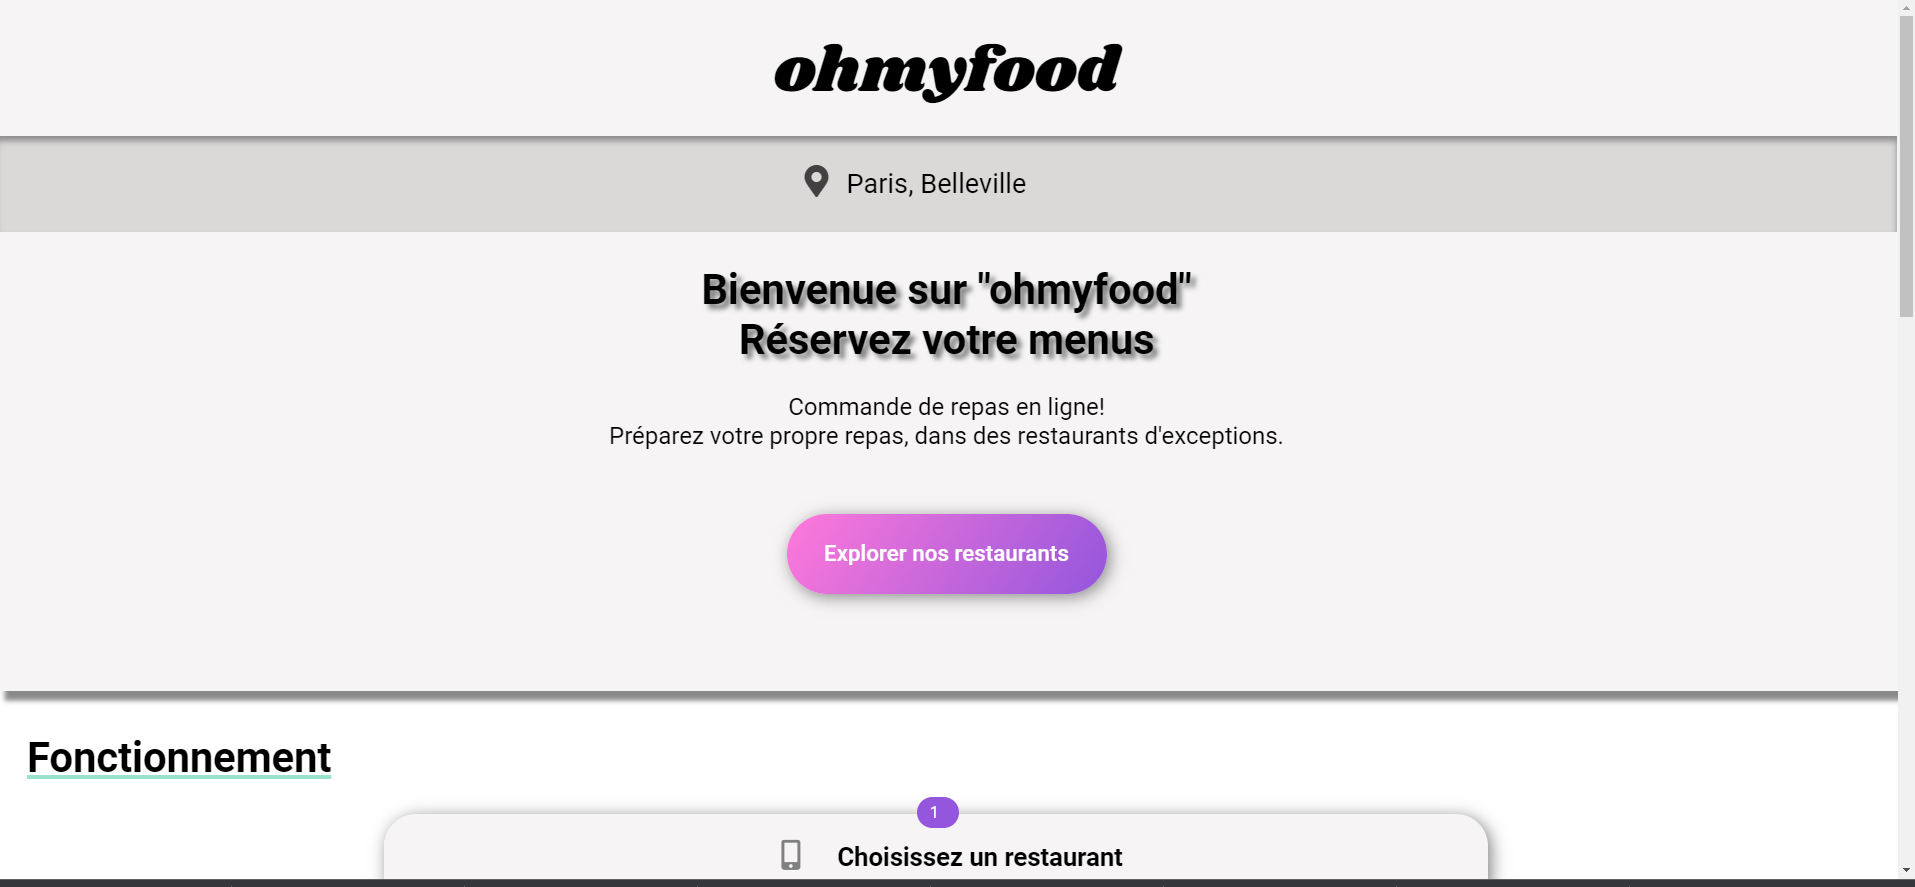 ohmyfood
Paris, Belleville
Bienvenue sur "ohmyfood"
Réservez votre menus
Commande de repas en ligne!
Préparez votre propre repas, dans des restaurants d'exceptions.
Explorer nos restaurants
Fonctionnement
1
Choisissez un restaurant